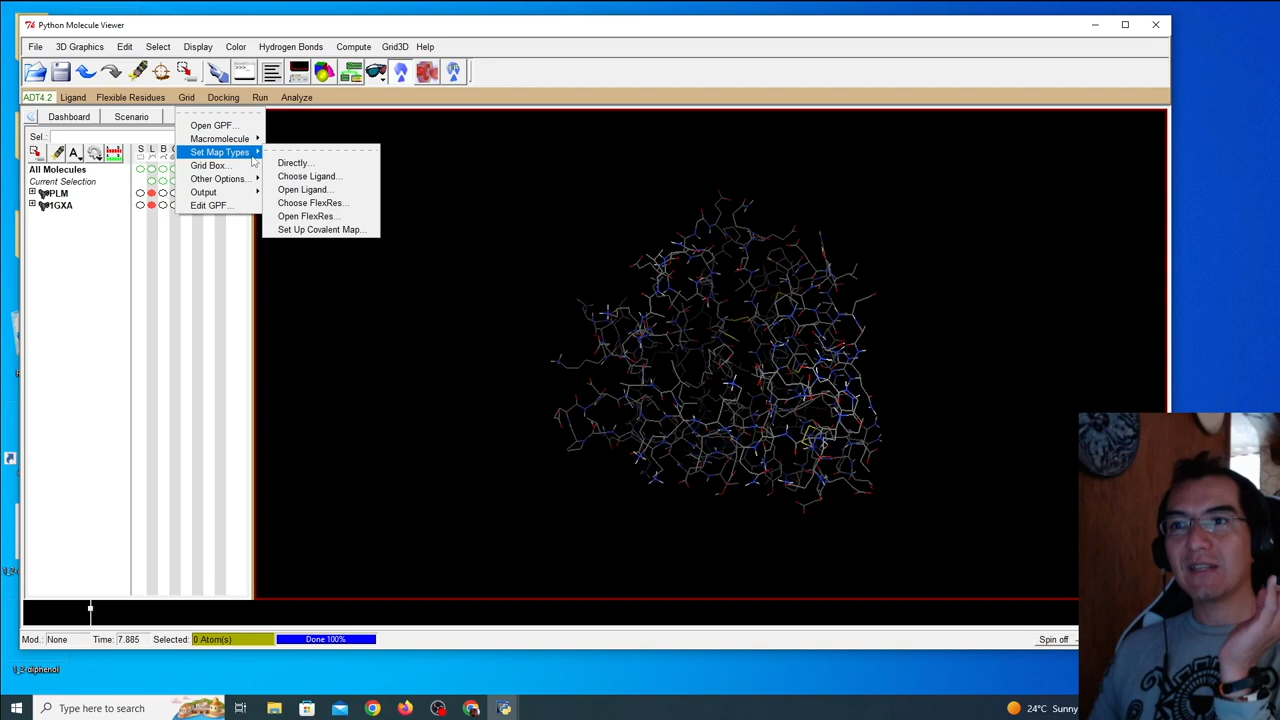 Python Molecule Viewer
File 3D Graphics Edit Select Display Color Hydrogen Bonds Compute Grid3D Help
ADT4.2 Ligand Flexible Residues Grid Docking Run Analyze
Dashboard Scenario
Sel.:
S L B C
All Molecules
Current Selection
PLM
1GXA
Open GPF...
Macromolecule
Set Map Types
Grid Box...
Other Options...
Output
Edit GPF...
Directly...
Choose Ligand...
Open Ligand...
Choose FlexRes...
Open FlexRes...
Set Up Covalent Map...
Mod.: None Time: 7.885 Selected: 0 Atom(s) Done 100% Spin off
1_2-diphenol
Type here to search
24°C Sunny